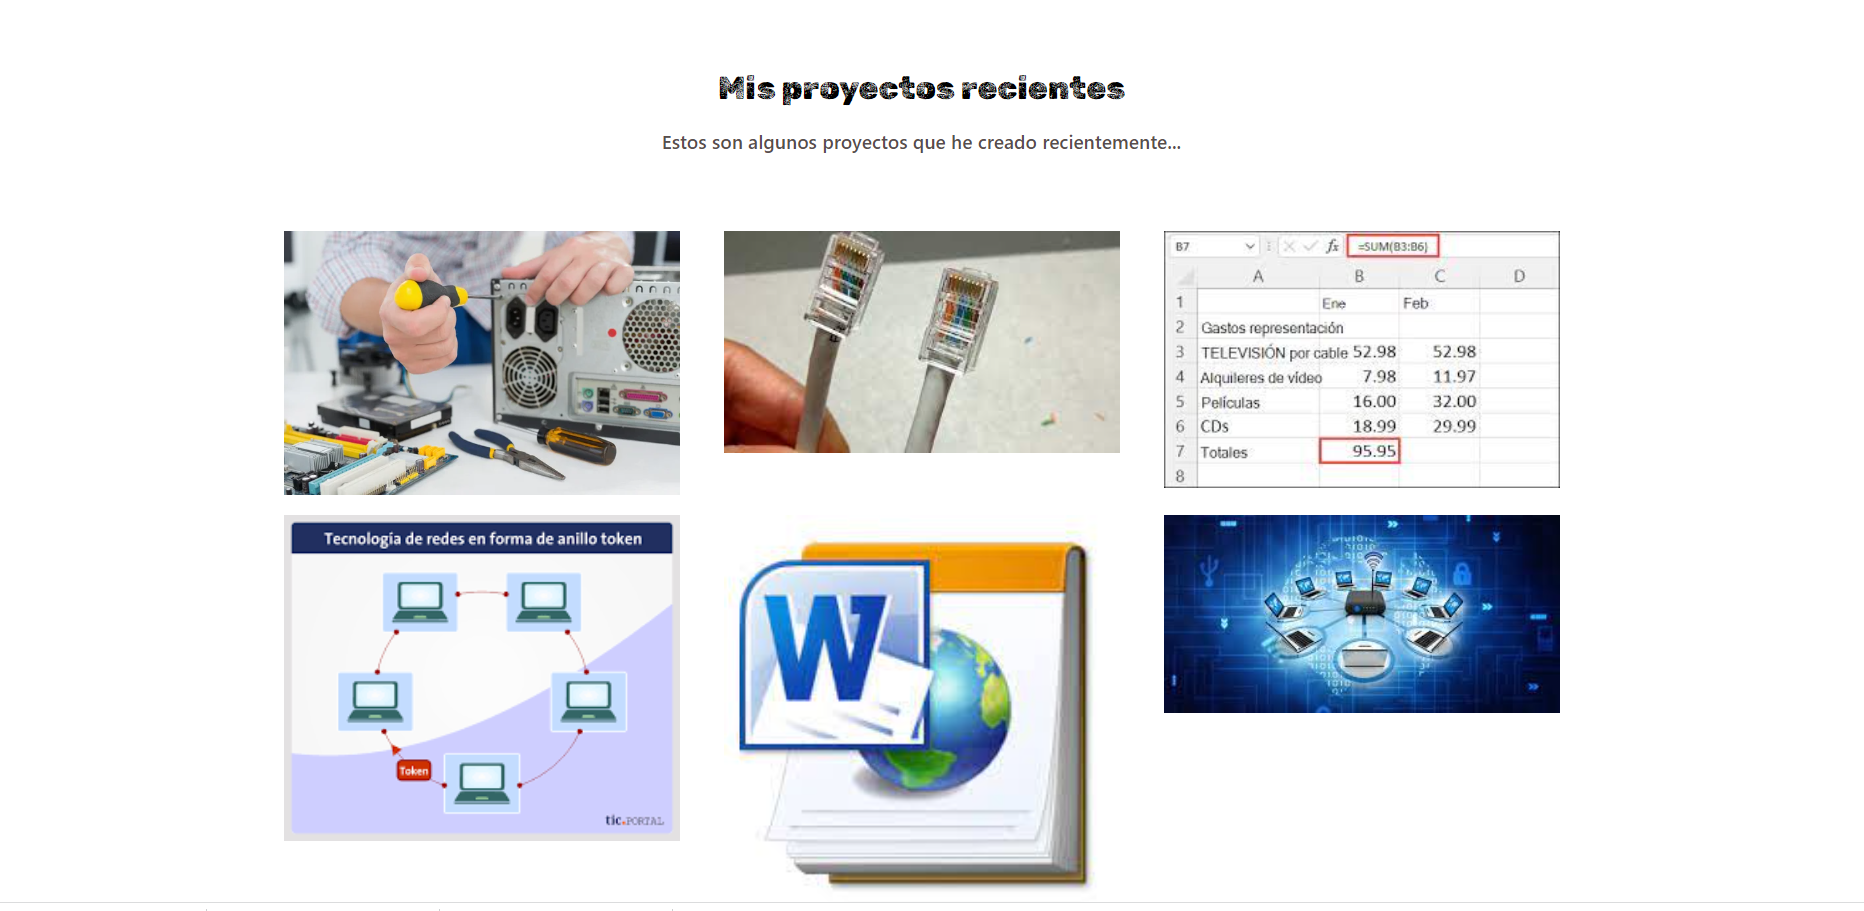 Mis proyectos recientes
Estos son algunos proyectos que he creado recientemente...
B7 fx =SUM(B3:B6)
A B C D
1 Ene Feb
2 Gastos representación
3 TELEVISIÓN por cable 52.98 52.98
4 Alquileres de vídeo 7.98 11.97
5 Películas 16.00 32.00
6 CDs 18.99 29.99
7 Totales 95.95
8
Tecnología de redes en forma de anillo token
Token
tic.PORTAL
W